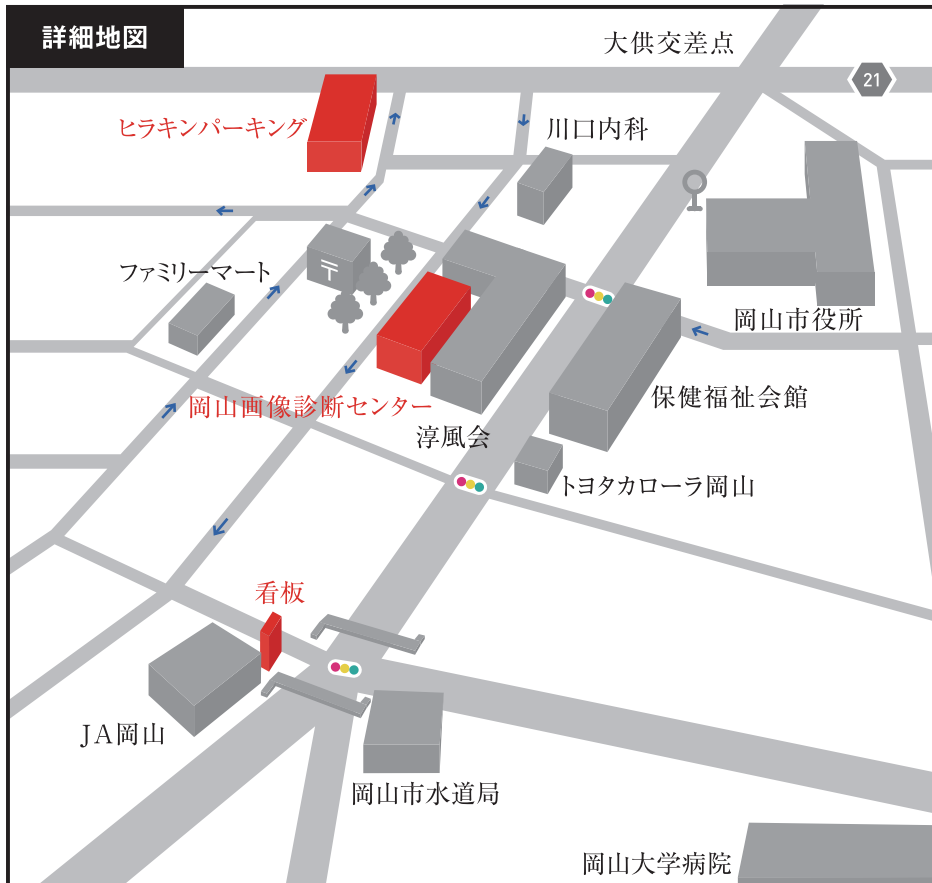 詳細地図
大供交差点
21
ヒラキンパーキング
川口内科
ファミリーマート
〒
岡山市役所
保健福祉会館
岡山画像診断センター
淳風会
トヨタカローラ岡山
看板
JA岡山
岡山市水道局
岡山大学病院